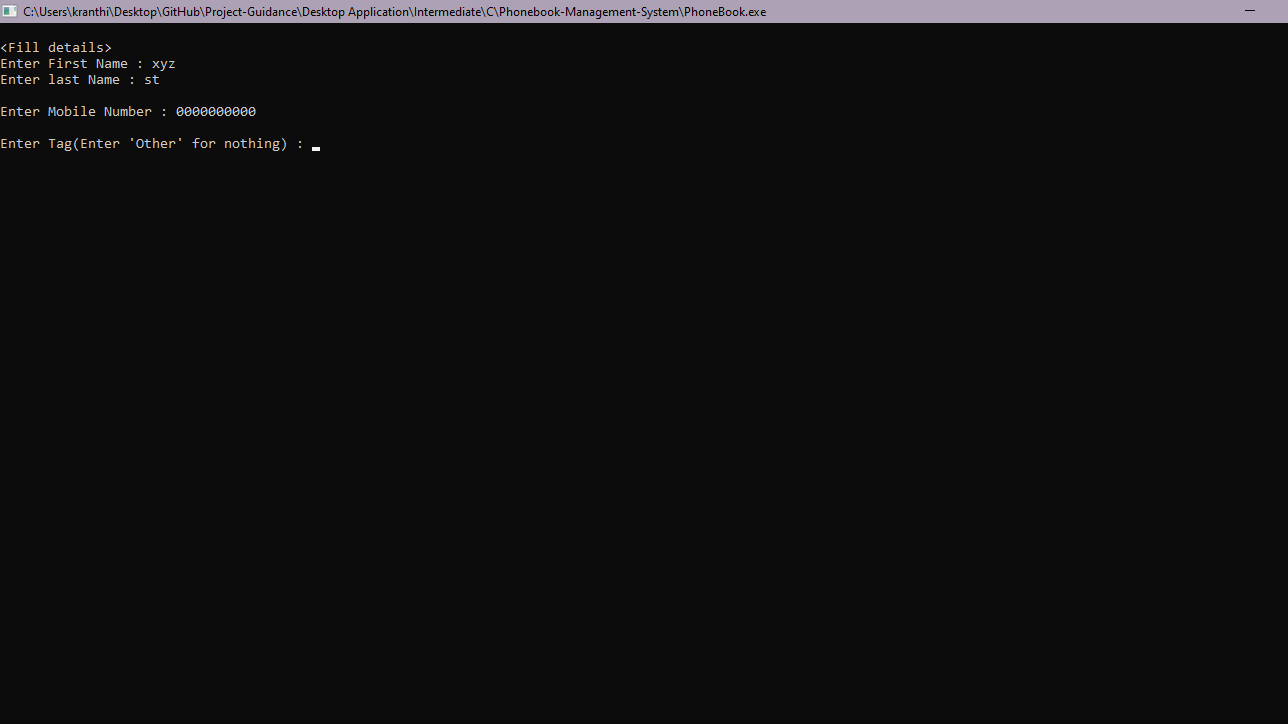 C:\Users\kranthi\Desktop\GitHub\Project-Guidance\Desktop Application\Intermediate\C\Phonebook-Management-System\PhoneBook.exe
<Fill details>
Enter First Name : xyz
Enter last Name : st
Enter Mobile Number : 0000000000
Enter Tag(Enter 'Other' for nothing) :